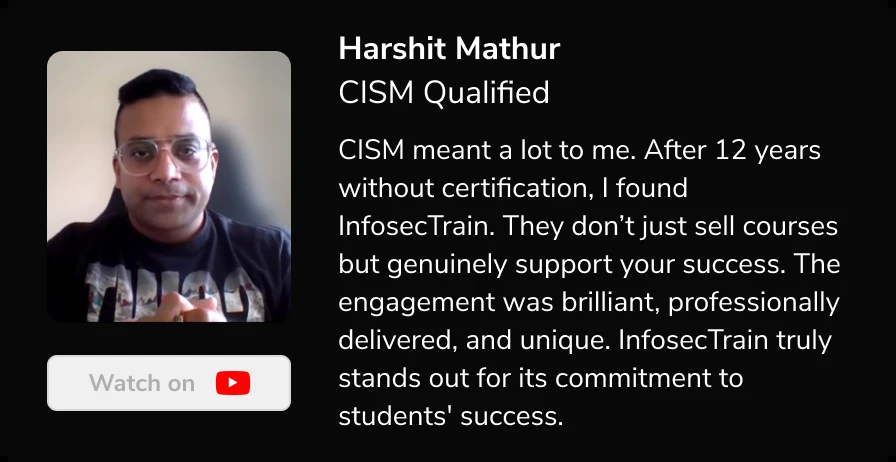 Harshit Mathur
CISM Qualified
CISM meant a lot to me. After 12 years
without certification, I found
InfosecTrain. They don’t just sell courses
but genuinely support your success. The
engagement was brilliant, professionally
delivered, and unique. InfosecTrain truly
stands out for its commitment to
students' success.
Watch on